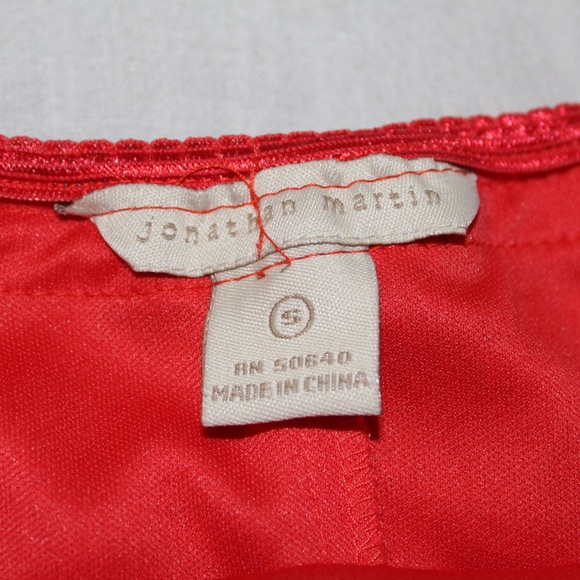 jonathan martin
S
RN 50640
MADE IN CHINA